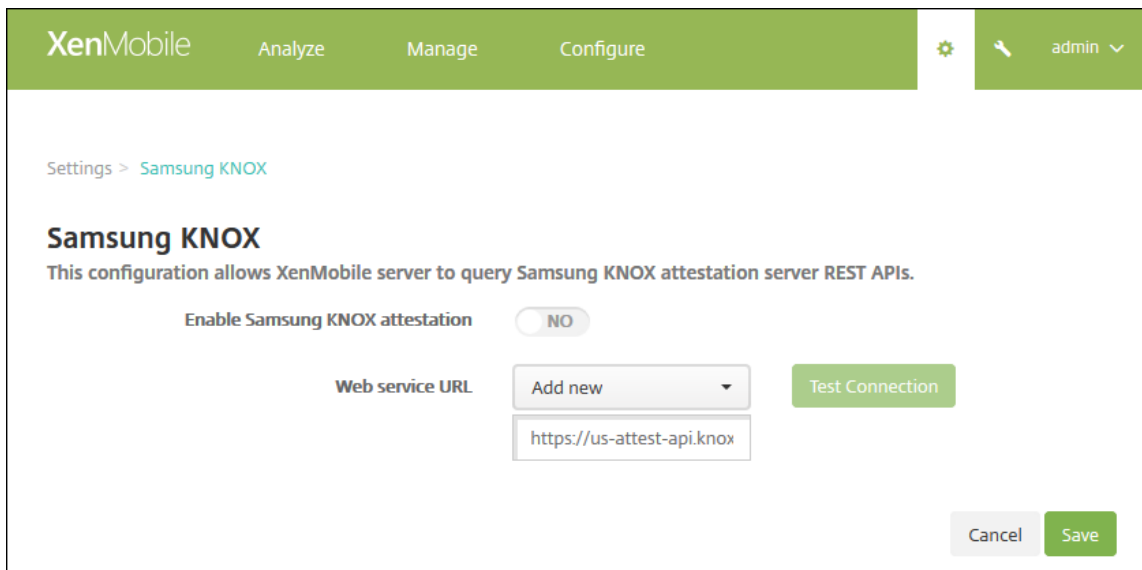 XenMobile Analyze Manage Configure admin
Settings > Samsung KNOX
Samsung KNOX
This configuration allows XenMobile server to query Samsung KNOX attestation server REST APIs.
Enable Samsung KNOX attestation NO
Web service URL Add new Test Connection
https://us-attest-api.knox
Cancel Save